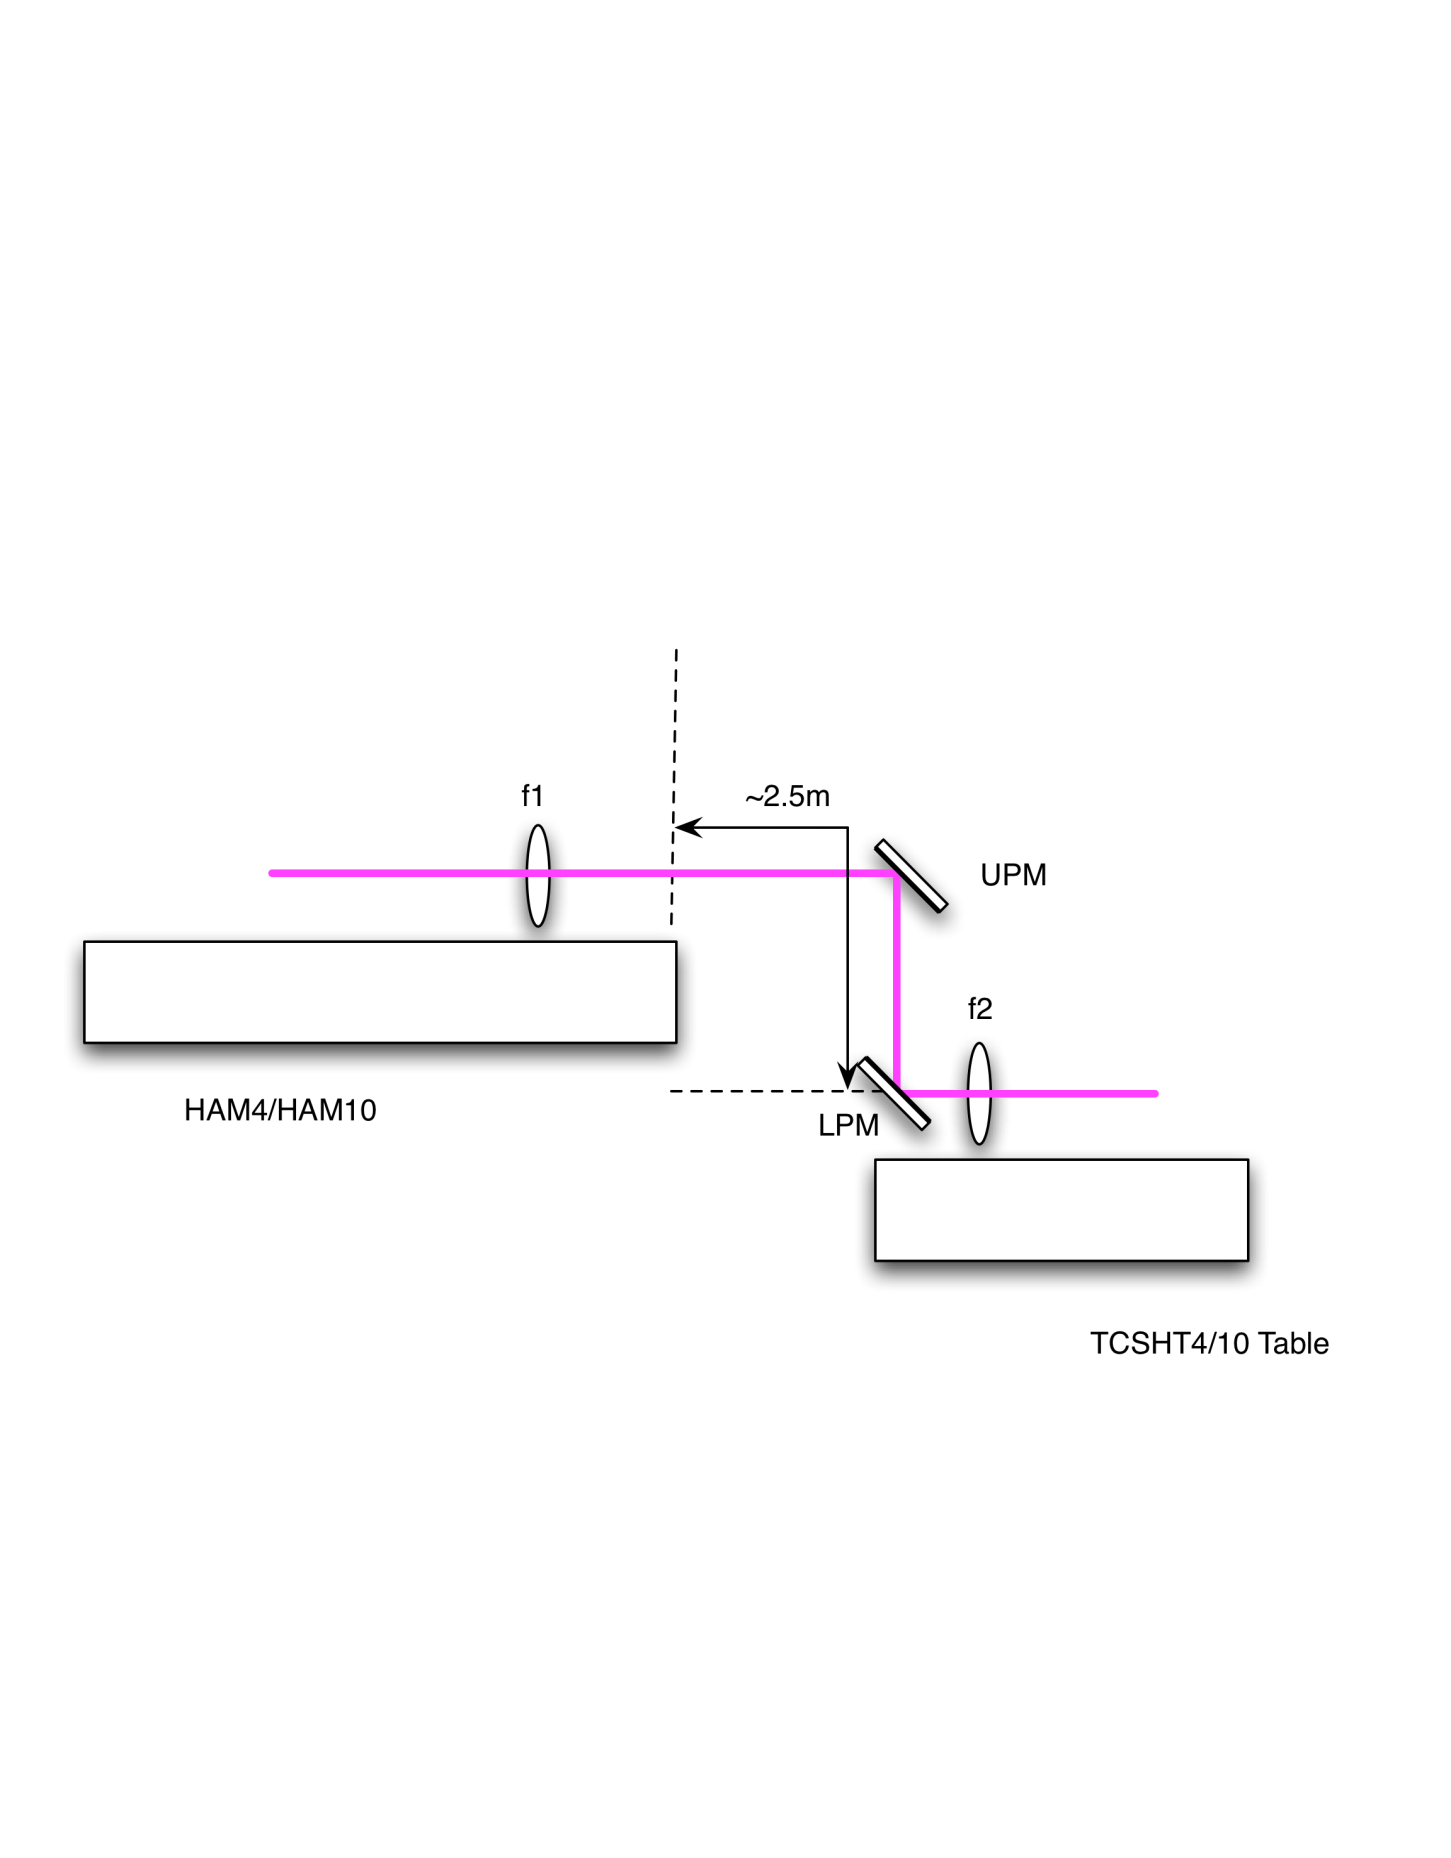 f1
~2.5m
UPM
f2
HAM4/HAM10
LPM
TCSHT4/10 Table